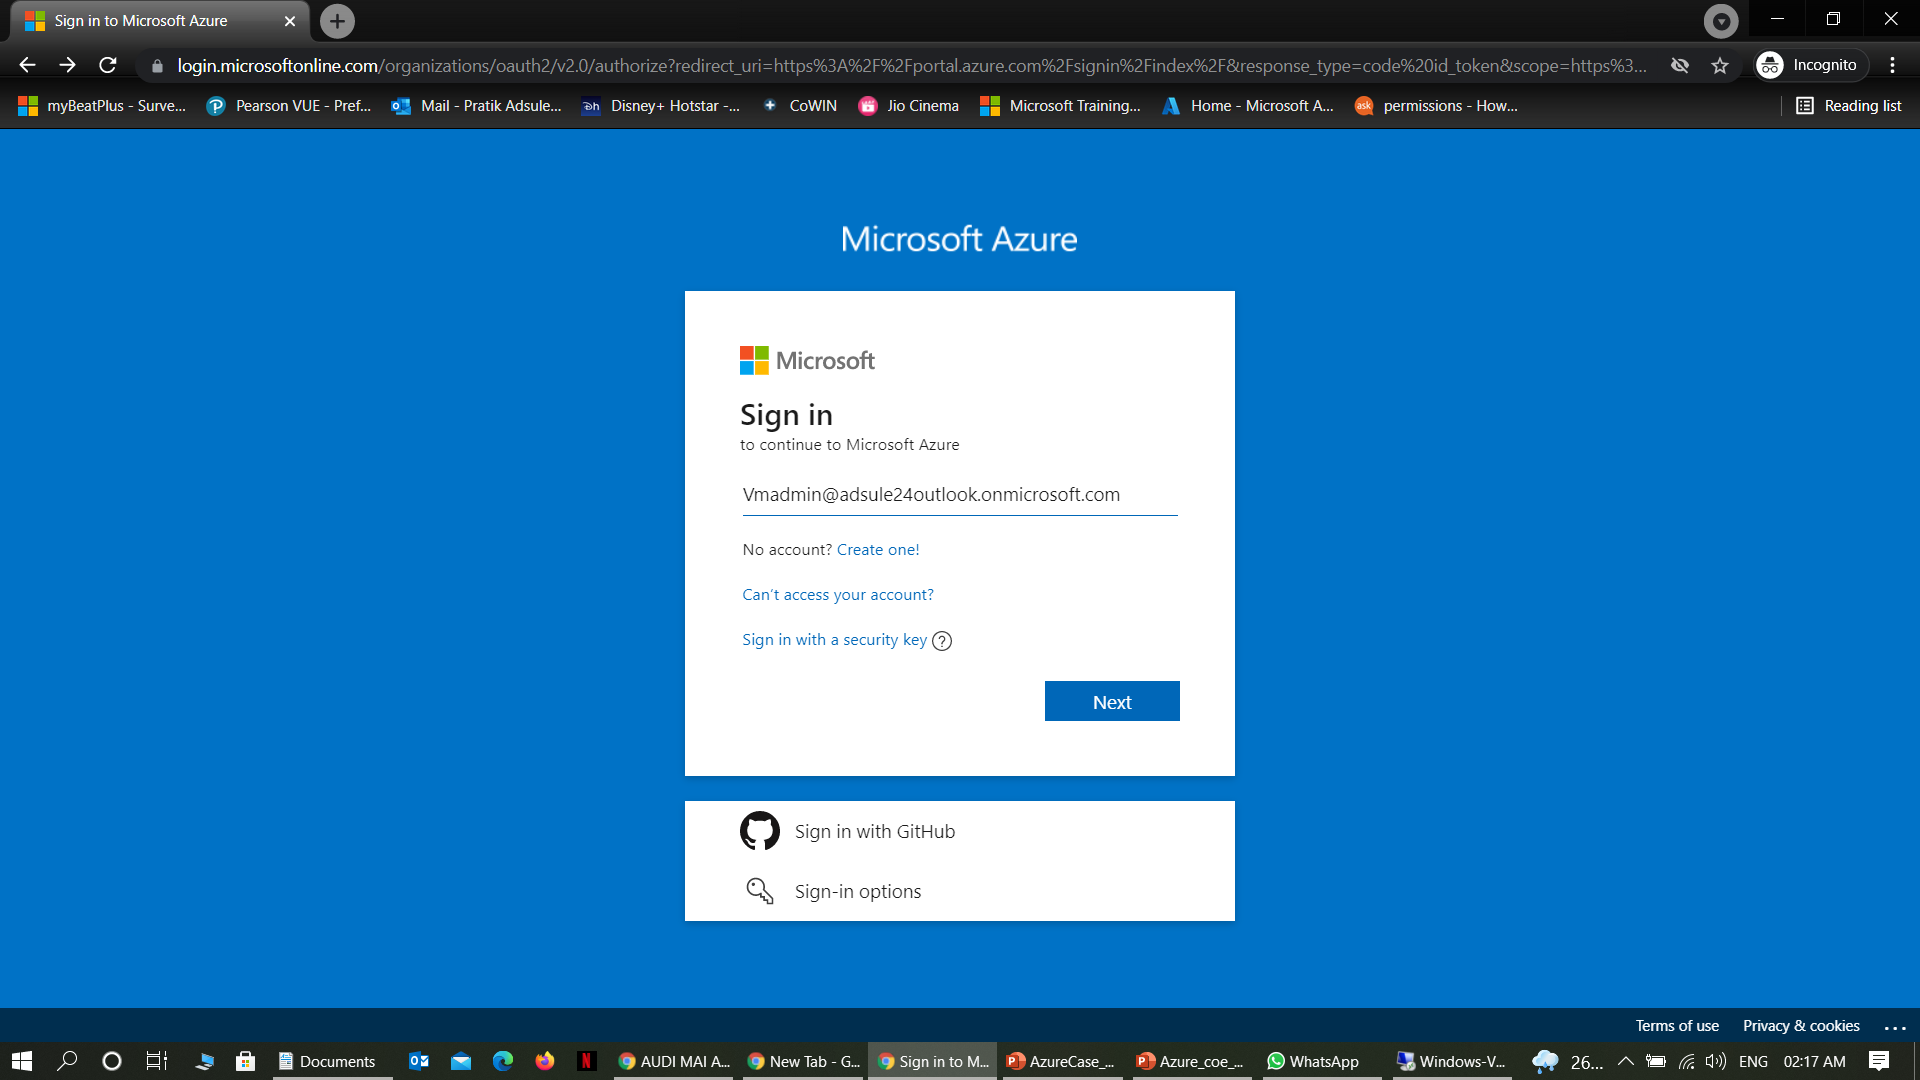 Sign in to Microsoft Azure
login.microsoftonline.com/organizations/oauth2/v2.0/authorize?redirect_uri=https%3A%2F%2Fportal.azure.com%2Fsignin%2Findex%2F&response_type=code%20id_token&scope=https%3... Incognito
myBeatPlus - Surve... Pearson VUE - Pref... Mail - Pratik Adsule... Disney+ Hotstar -... CoWIN Jio Cinema Microsoft Training... Home - Microsoft A... ask permissions - How... Reading list
Microsoft Azure
Microsoft
Sign in
to continue to Microsoft Azure
Vmadmin@adsule24outlook.onmicrosoft.com
No account? Create one!
Can't access your account?
Sign in with a security key ?
Next
Sign in with GitHub
Sign-in options
Terms of use Privacy & cookies ...
Documents AUDI MAI A... New Tab - G... Sign in to M... AzureCase_... Azure_coe_... WhatsApp Windows-V... 26... ENG 02:17 AM